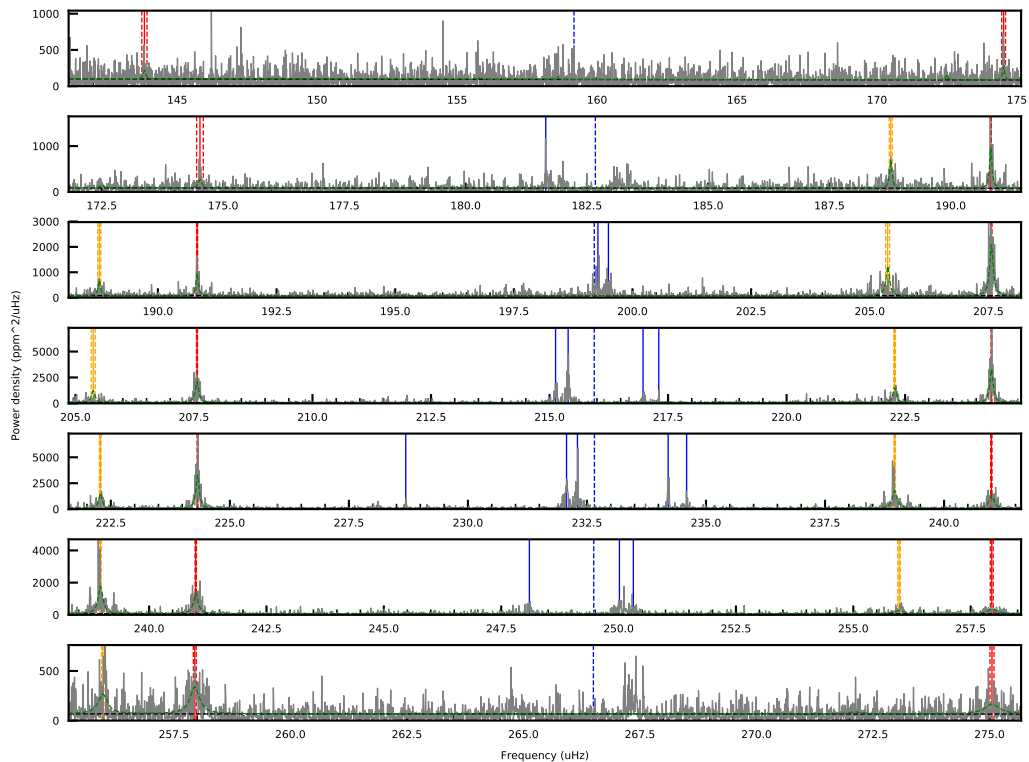 1000
500
0
145 150 155 160 165 170 175
1000
0
172.5 175.0 177.5 180.0 182.5 185.0 187.5 190.0
3000
2000
1000
0
190.0 192.5 195.0 197.5 200.0 202.5 205.0 207.5
Power density (ppm^2/uHz)
5000
2500
0
205.0 207.5 210.0 212.5 215.0 217.5 220.0 222.5
5000
2500
0
222.5 225.0 227.5 230.0 232.5 235.0 237.5 240.0
4000
2000
0
240.0 242.5 245.0 247.5 250.0 252.5 255.0 257.5
500
0
257.5 260.0 262.5 265.0 267.5 270.0 272.5 275.0
Frequency (uHz)